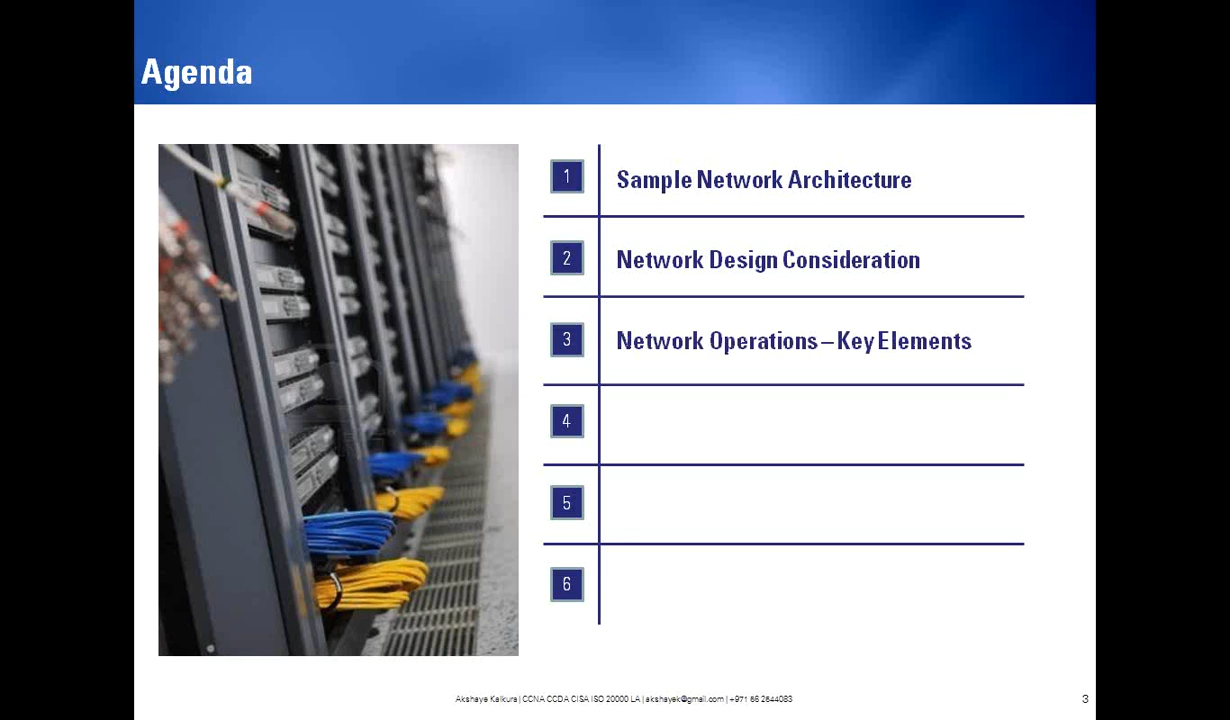 Agenda
1
Sample Network Architecture
2
Network Design Consideration
3
Network Operations – Key Elements
4
5
6
Akshaye Kalkura | CCNA CCDA CISA ISO 20000 LA | akshayek@gmail.com | +971 66 2644083
3